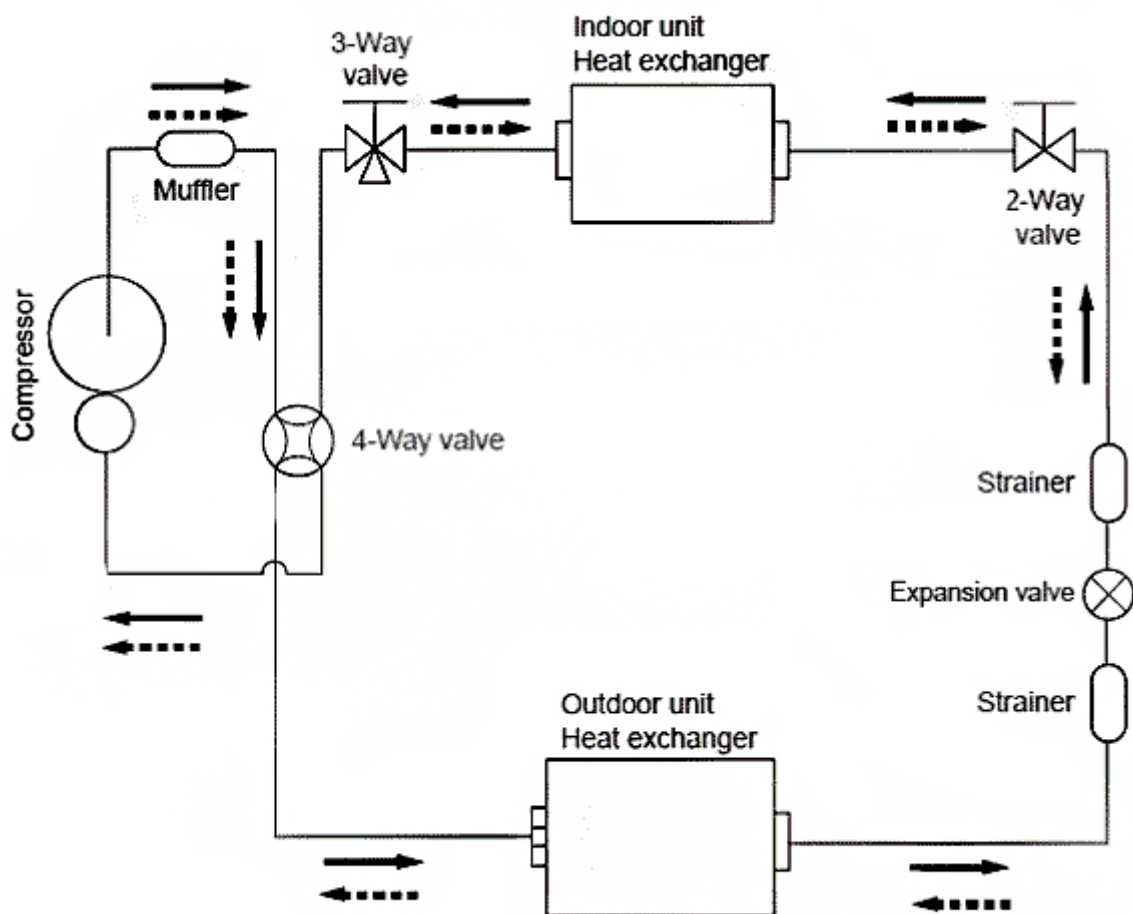 Indoor unit
Heat exchanger
3-Way
valve
Muffler
2-Way
valve
Compressor
4-Way valve
Strainer
Expansion valve
Strainer
Outdoor unit
Heat exchanger